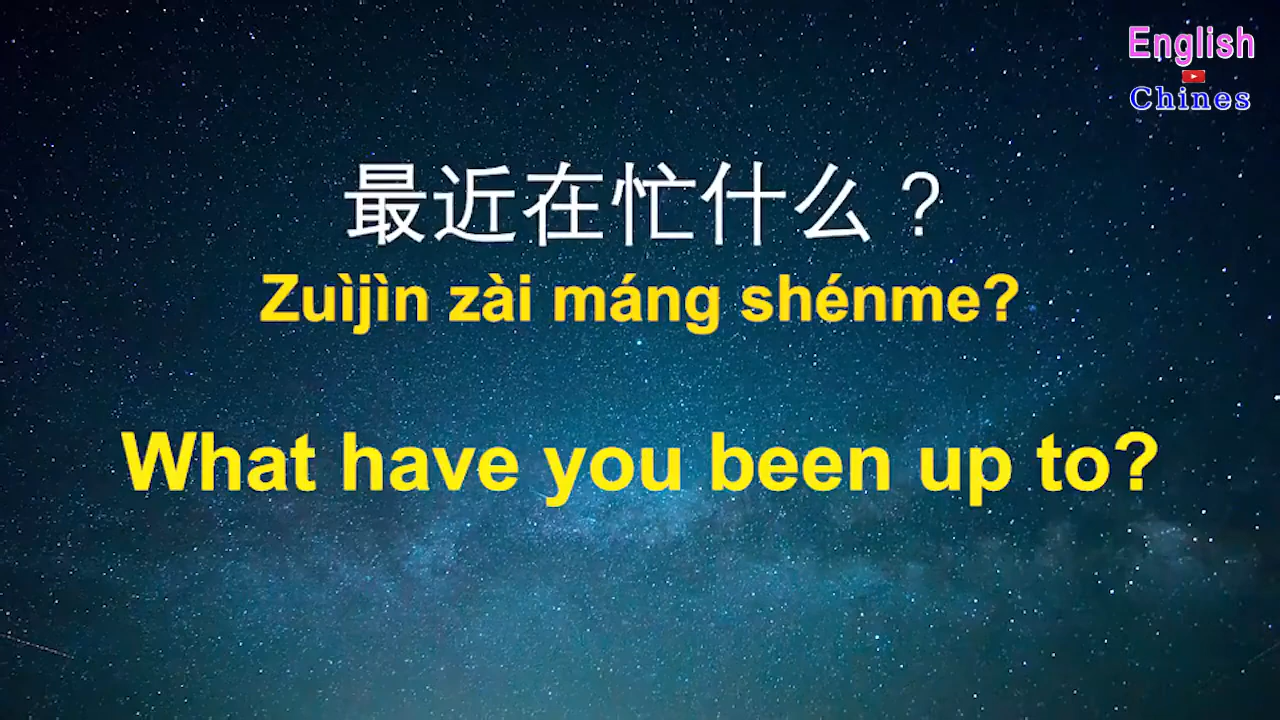 English
Chines
最近在忙什么？
Zuìjìn zài máng shénme?
What have you been up to?